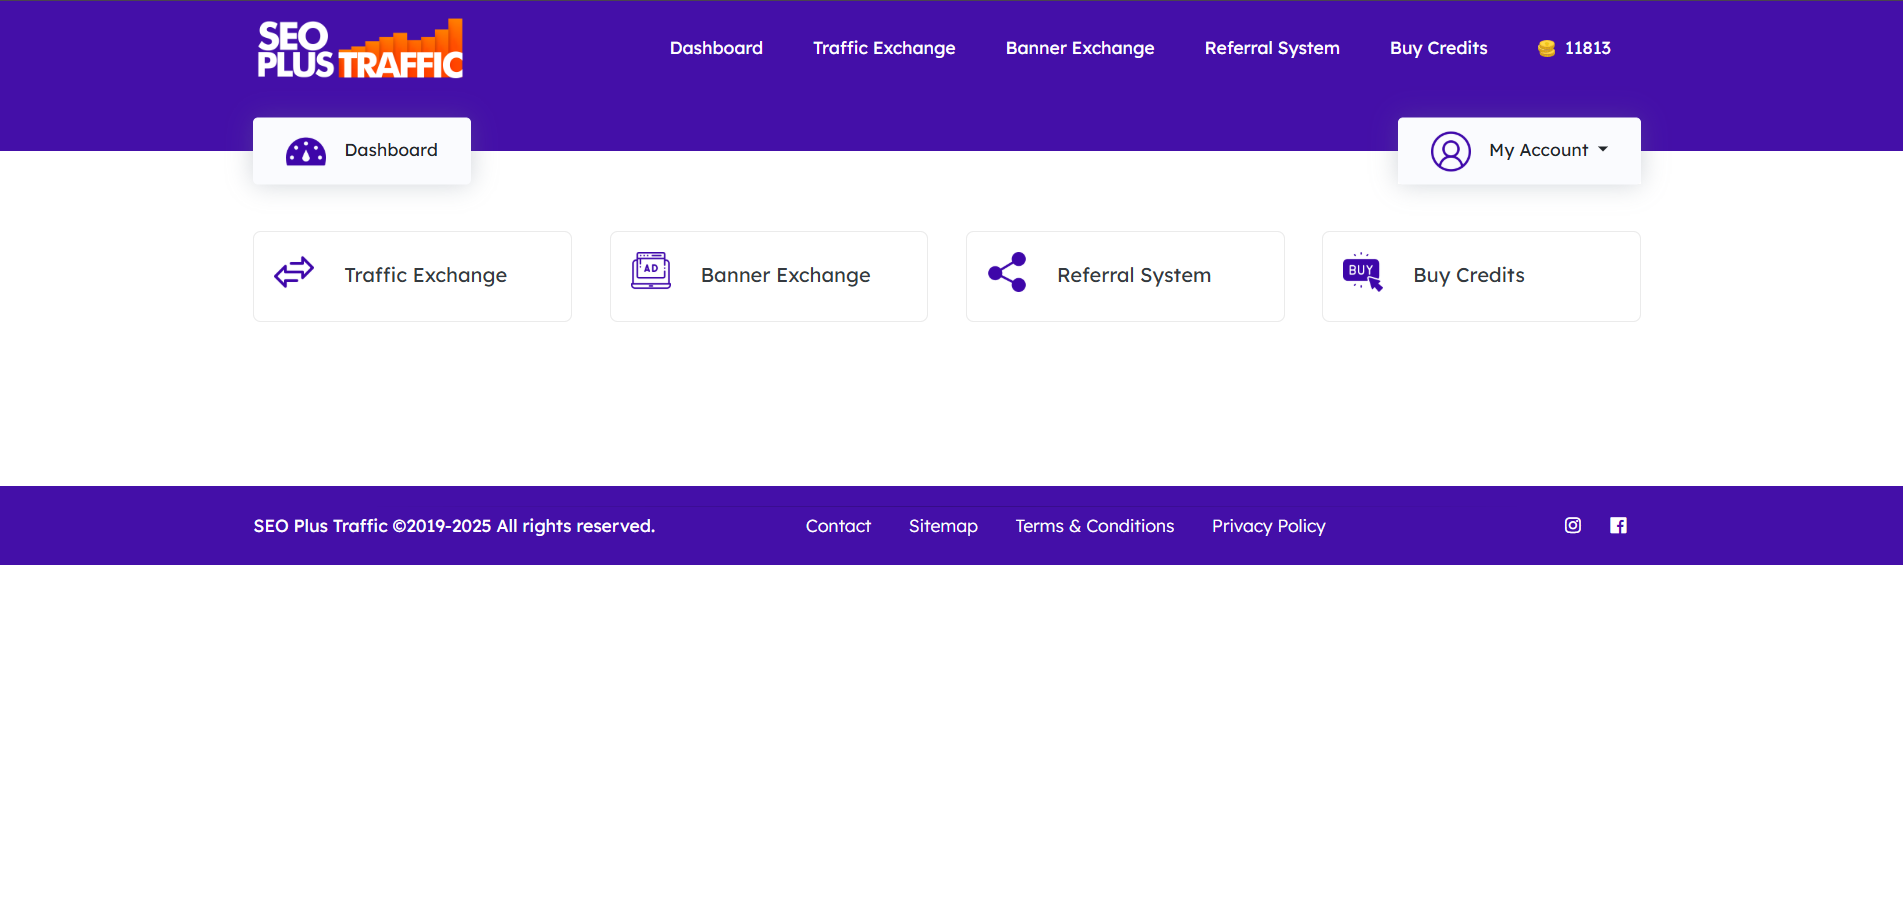 SEO
PLUS TRAFFIC
Dashboard
Traffic Exchange
Banner Exchange
Referral System
Buy Credits
11813
Dashboard
My Account
Traffic Exchange
AD
Banner Exchange
Referral System
BUY
Buy Credits
SEO Plus Traffic ©2019-2025 All rights reserved.
Contact
Sitemap
Terms & Conditions
Privacy Policy